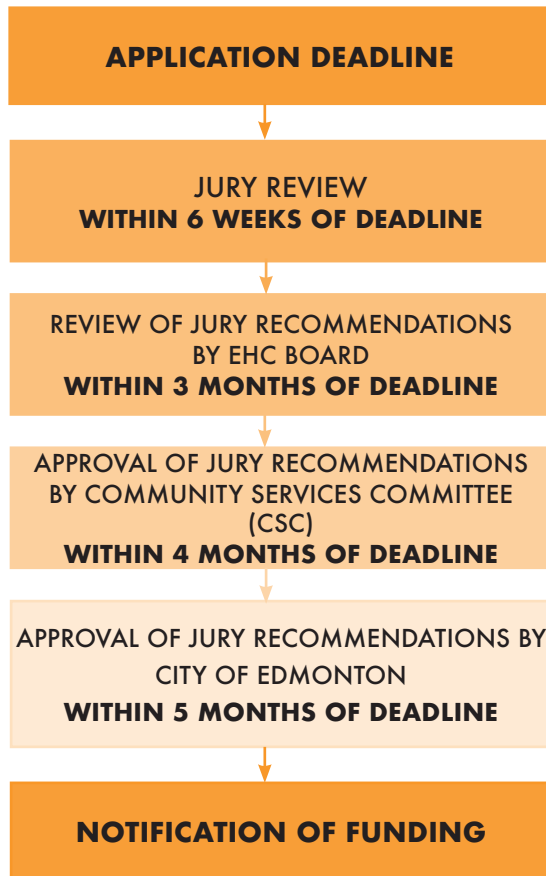 APPLICATION DEADLINE
JURY REVIEW
WITHIN 6 WEEKS OF DEADLINE
REVIEW OF JURY RECOMMENDATIONS
BY EHC BOARD
WITHIN 3 MONTHS OF DEADLINE
APPROVAL OF JURY RECOMMENDATIONS
BY COMMUNITY SERVICES COMMITTEE
(CSC)
WITHIN 4 MONTHS OF DEADLINE
APPROVAL OF JURY RECOMMENDATIONS BY
CITY OF EDMONTON
WITHIN 5 MONTHS OF DEADLINE
NOTIFICATION OF FUNDING